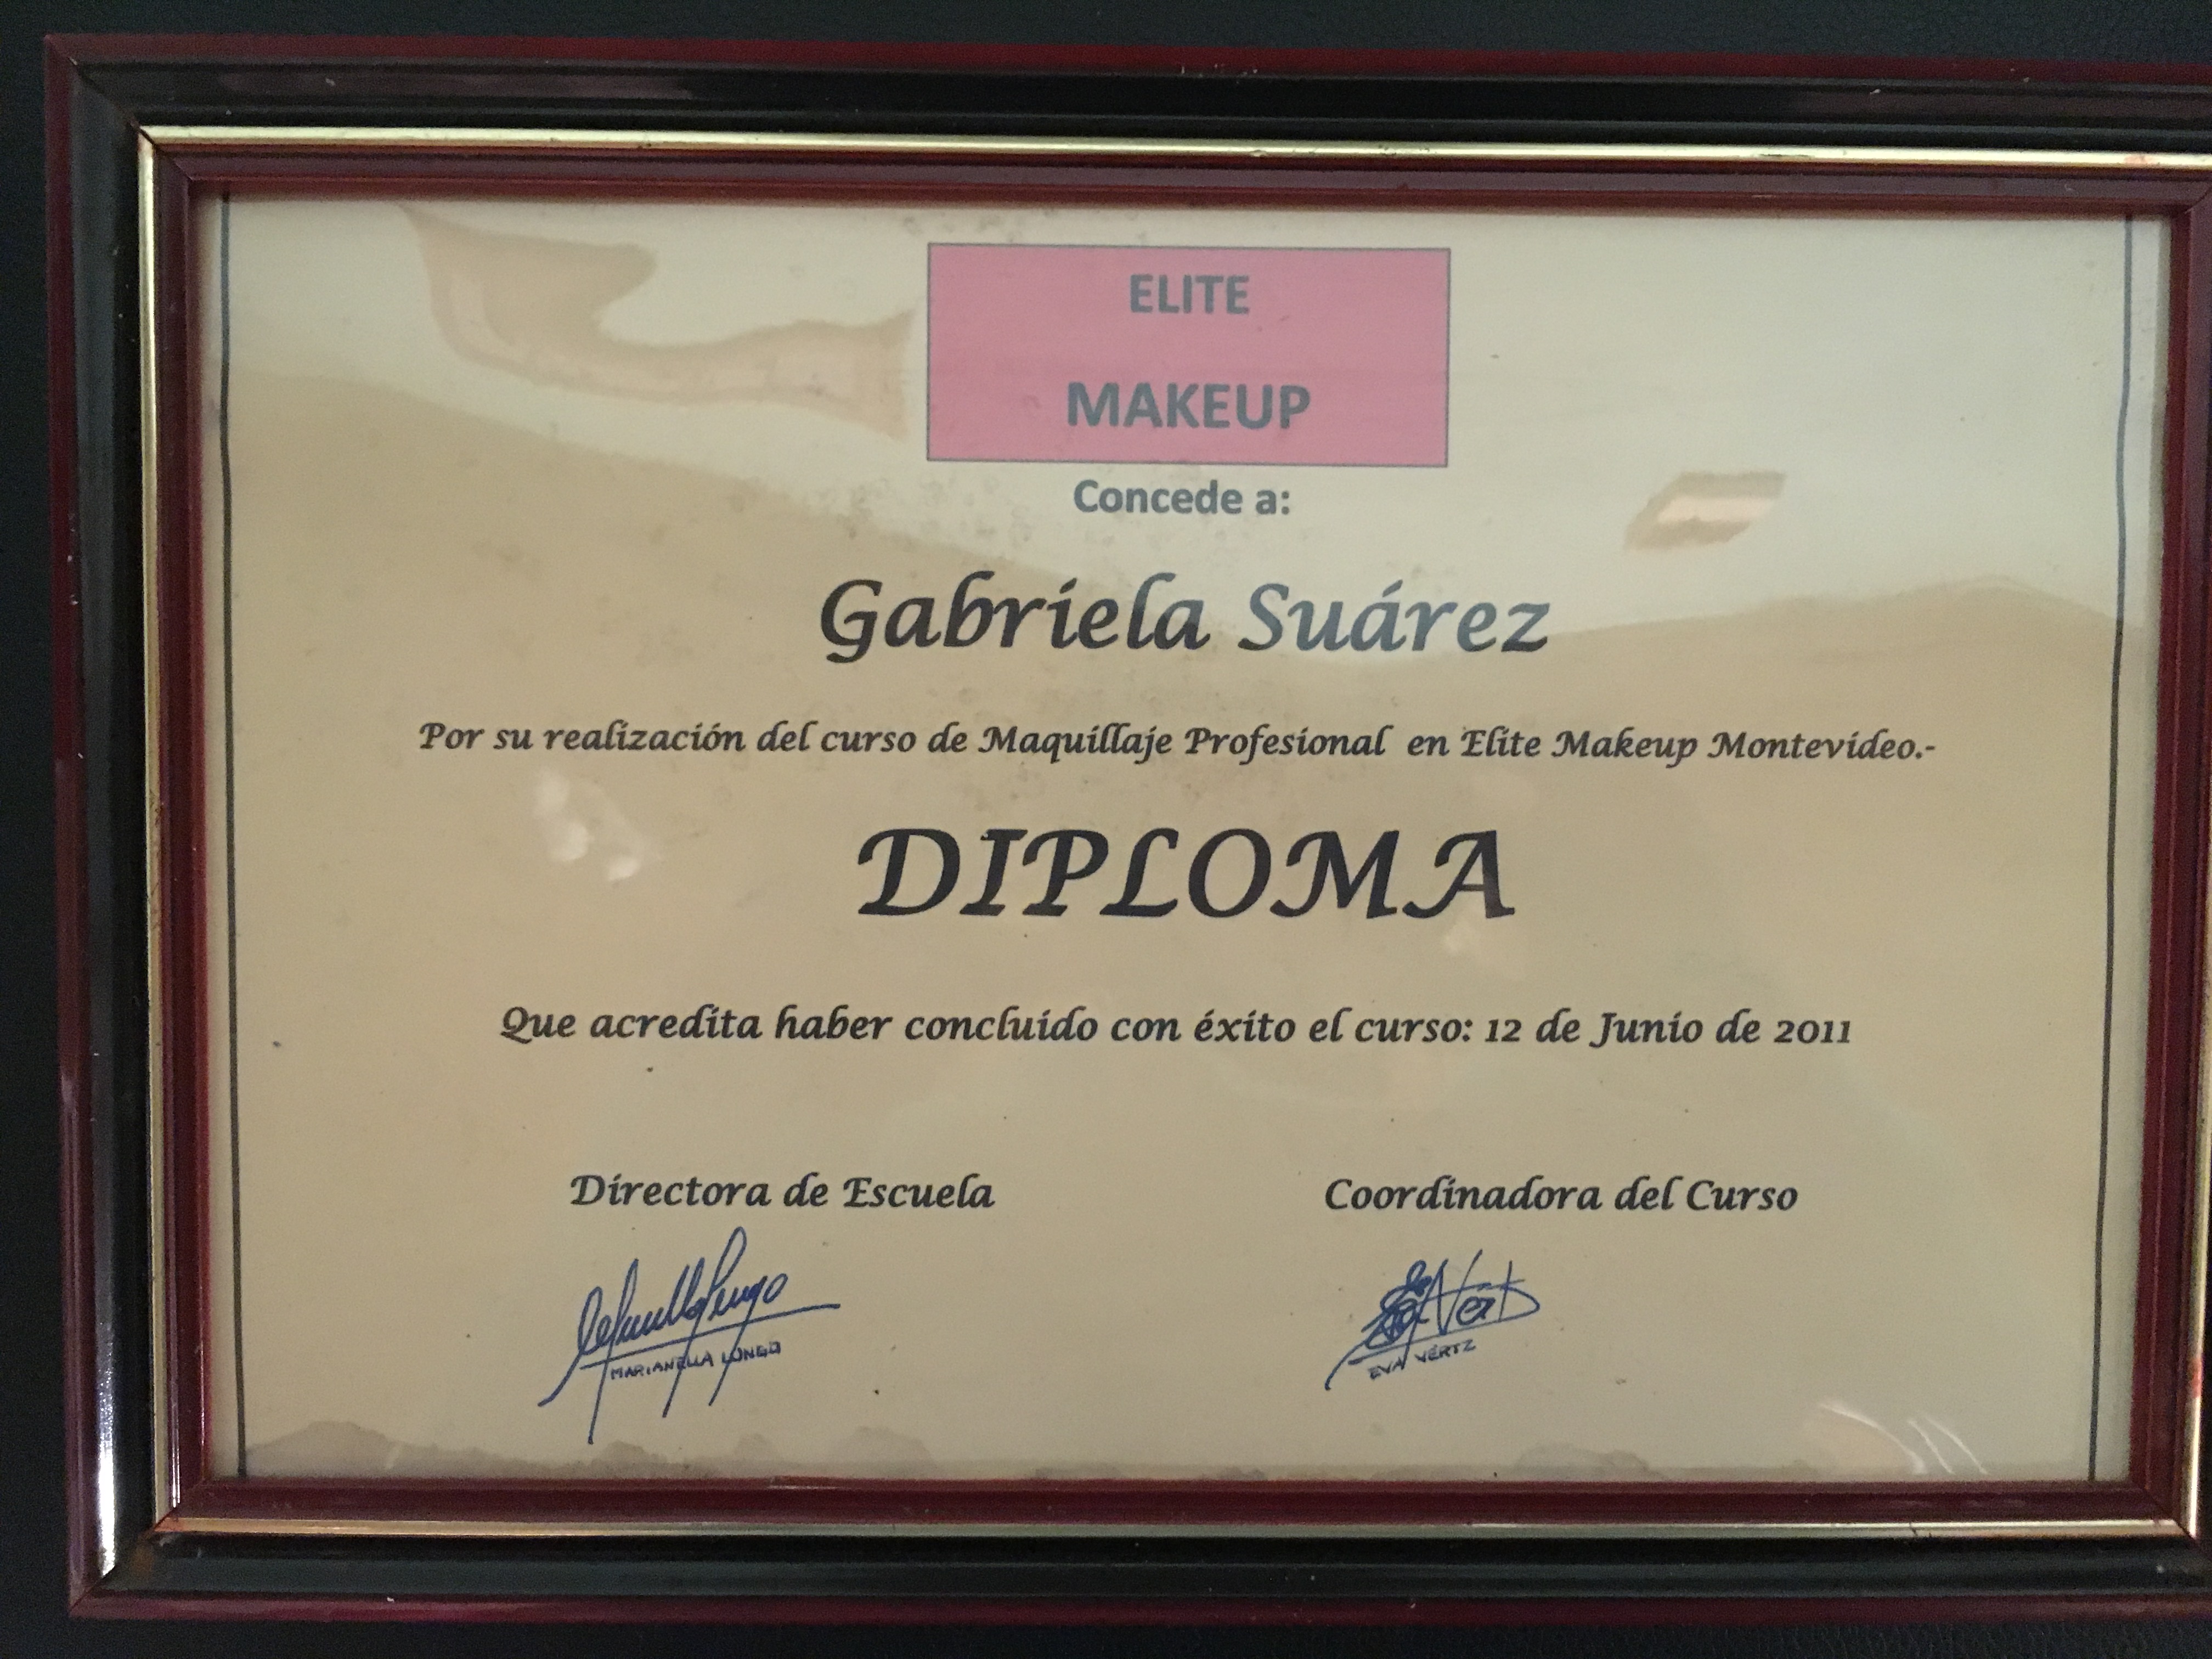 ELITE
MAKEUP
Concede a:
Gabriela Suárez
Por su realización del curso de Maquillaje Profesional en Elite Makeup Montevideo.-
DIPLOMA
Que acredita haber concluido con éxito el curso: 12 de Junio de 2011
Directora de Escuela
Coordinadora del Curso
MARIANELLA LUNGO
EVA VERTZ